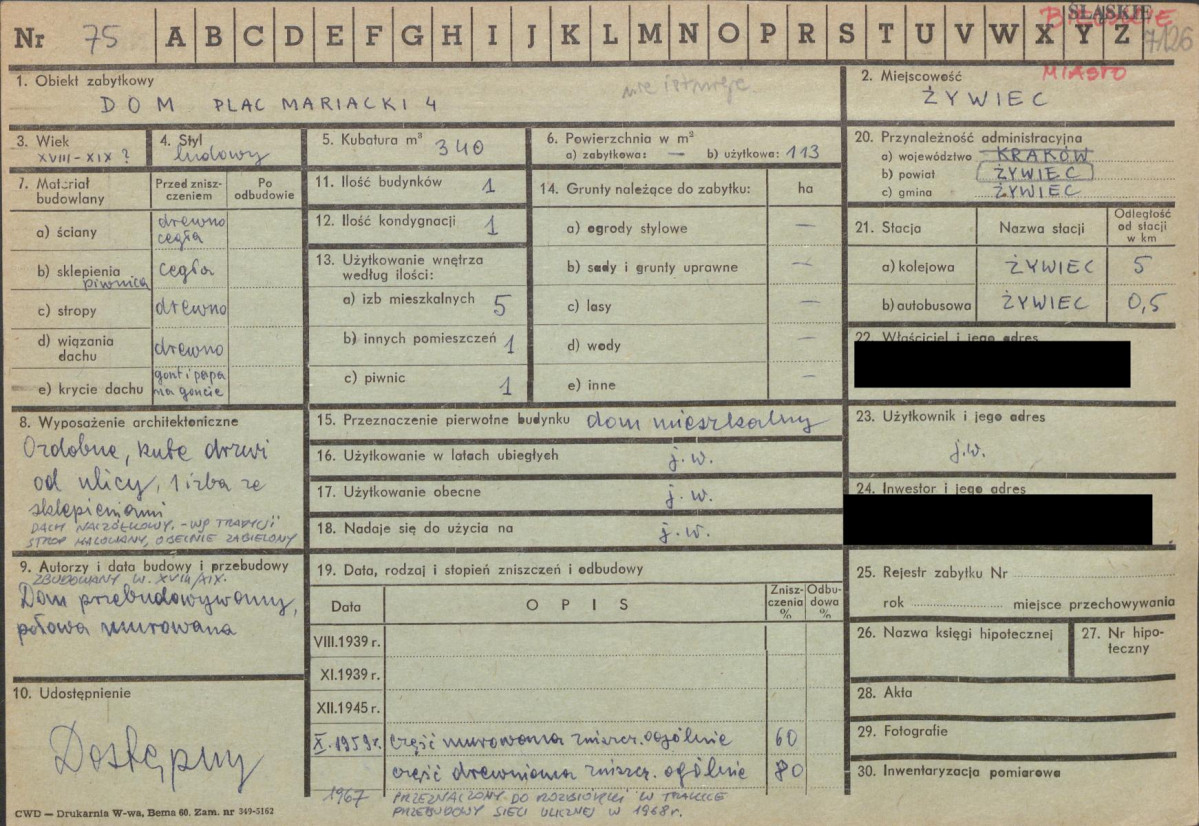 Nr 75 A B C D E F G H I J K L M N O P R S T U V W X Y Z
ŚLĄSKIE
7126
MIASTO
1. Obiekt zabytkowy
nie istnieje
DOM PLAC MARIACKI 4
2. Miejscowość
ŻYWIEC
3. Wiek
XVIII-XIX ?
4. Styl
ludowy
5. Kubatura m³ 340
6. Powierzchnia w m²
a) zabytkowa: — b) użytkowa: 113
7. Materiał budowlany
Przed zniszczeniem
Po odbudowie
a) ściany drewno cegła
b) sklepienia piwnica cegła
c) stropy drewno
d) wiązania dachu drewno
e) krycie dachu gont i papa na goncie
8. Wyposażenie architektoniczne
Ozdobne, kute drzwi
od ulicy, 1 izba ze
sklepieniami
DACH NACZÓŁKOWY. - WG TRADYCJI
STROP MALOWANY, OBECNIE ZABIELONY
9. Autorzy i data budowy i przebudowy
ZBUDOWANY W. XVIII/XIX.
Dom przebudowywany,
połowa murowana
10. Udostępnienie
Dostępny
CWD — Drukarnia W-wa, Bema 60. Zam. nr 349-5162
11. Ilość budynków 1
12. Ilość kondygnacji 1
13. Użytkowanie wnętrza
według ilości:
a) izb mieszkalnych 5
b) innych pomieszczeń 1
c) piwnic 1
14. Grunty należące do zabytku: ha
a) ogrody stylowe —
b) sady i grunty uprawne —
c) lasy —
d) wody —
e) inne —
15. Przeznaczenie pierwotne budynku dom mieszkalny
16. Użytkowanie w latach ubiegłych j.w.
17. Użytkowanie obecne j.w.
18. Nadaje się do użycia na j.w.
19. Data, rodzaj i stopień zniszczeń i odbudowy
Data
OPIS
Zniszczenia %
Odbudowa %
VIII.1939 r.
XI.1939 r.
XII.1945 r.
X.1959r. część murowana zniszcz. ogólnie 60
część drewniana zniszcz. ogólnie 80
1967 PRZEZNACZONY DO ROZBIÓRKI W TRAKCIE
PRZEBUDOWY SIECI ULICZNEJ W 1968r.
20. Przynależność administracyjna
a) województwo KRAKÓW
b) powiat ŻYWIEC
c) gmina ŻYWIEC
21. Stacja
Nazwa stacji
Odległość od stacji w km
a) kolejowa ŻYWIEC 5
b) autobusowa ŻYWIEC 0,5
22. Właściciel i jego adres
23. Użytkownik i jego adres
j.w.
24. Inwestor i jego adres
25. Rejestr zabytku Nr
rok miejsce przechowywania
26. Nazwa księgi hipotecznej
27. Nr hipoteczny
28. Akta
29. Fotografie
30. Inwentaryzacja pomiarowa